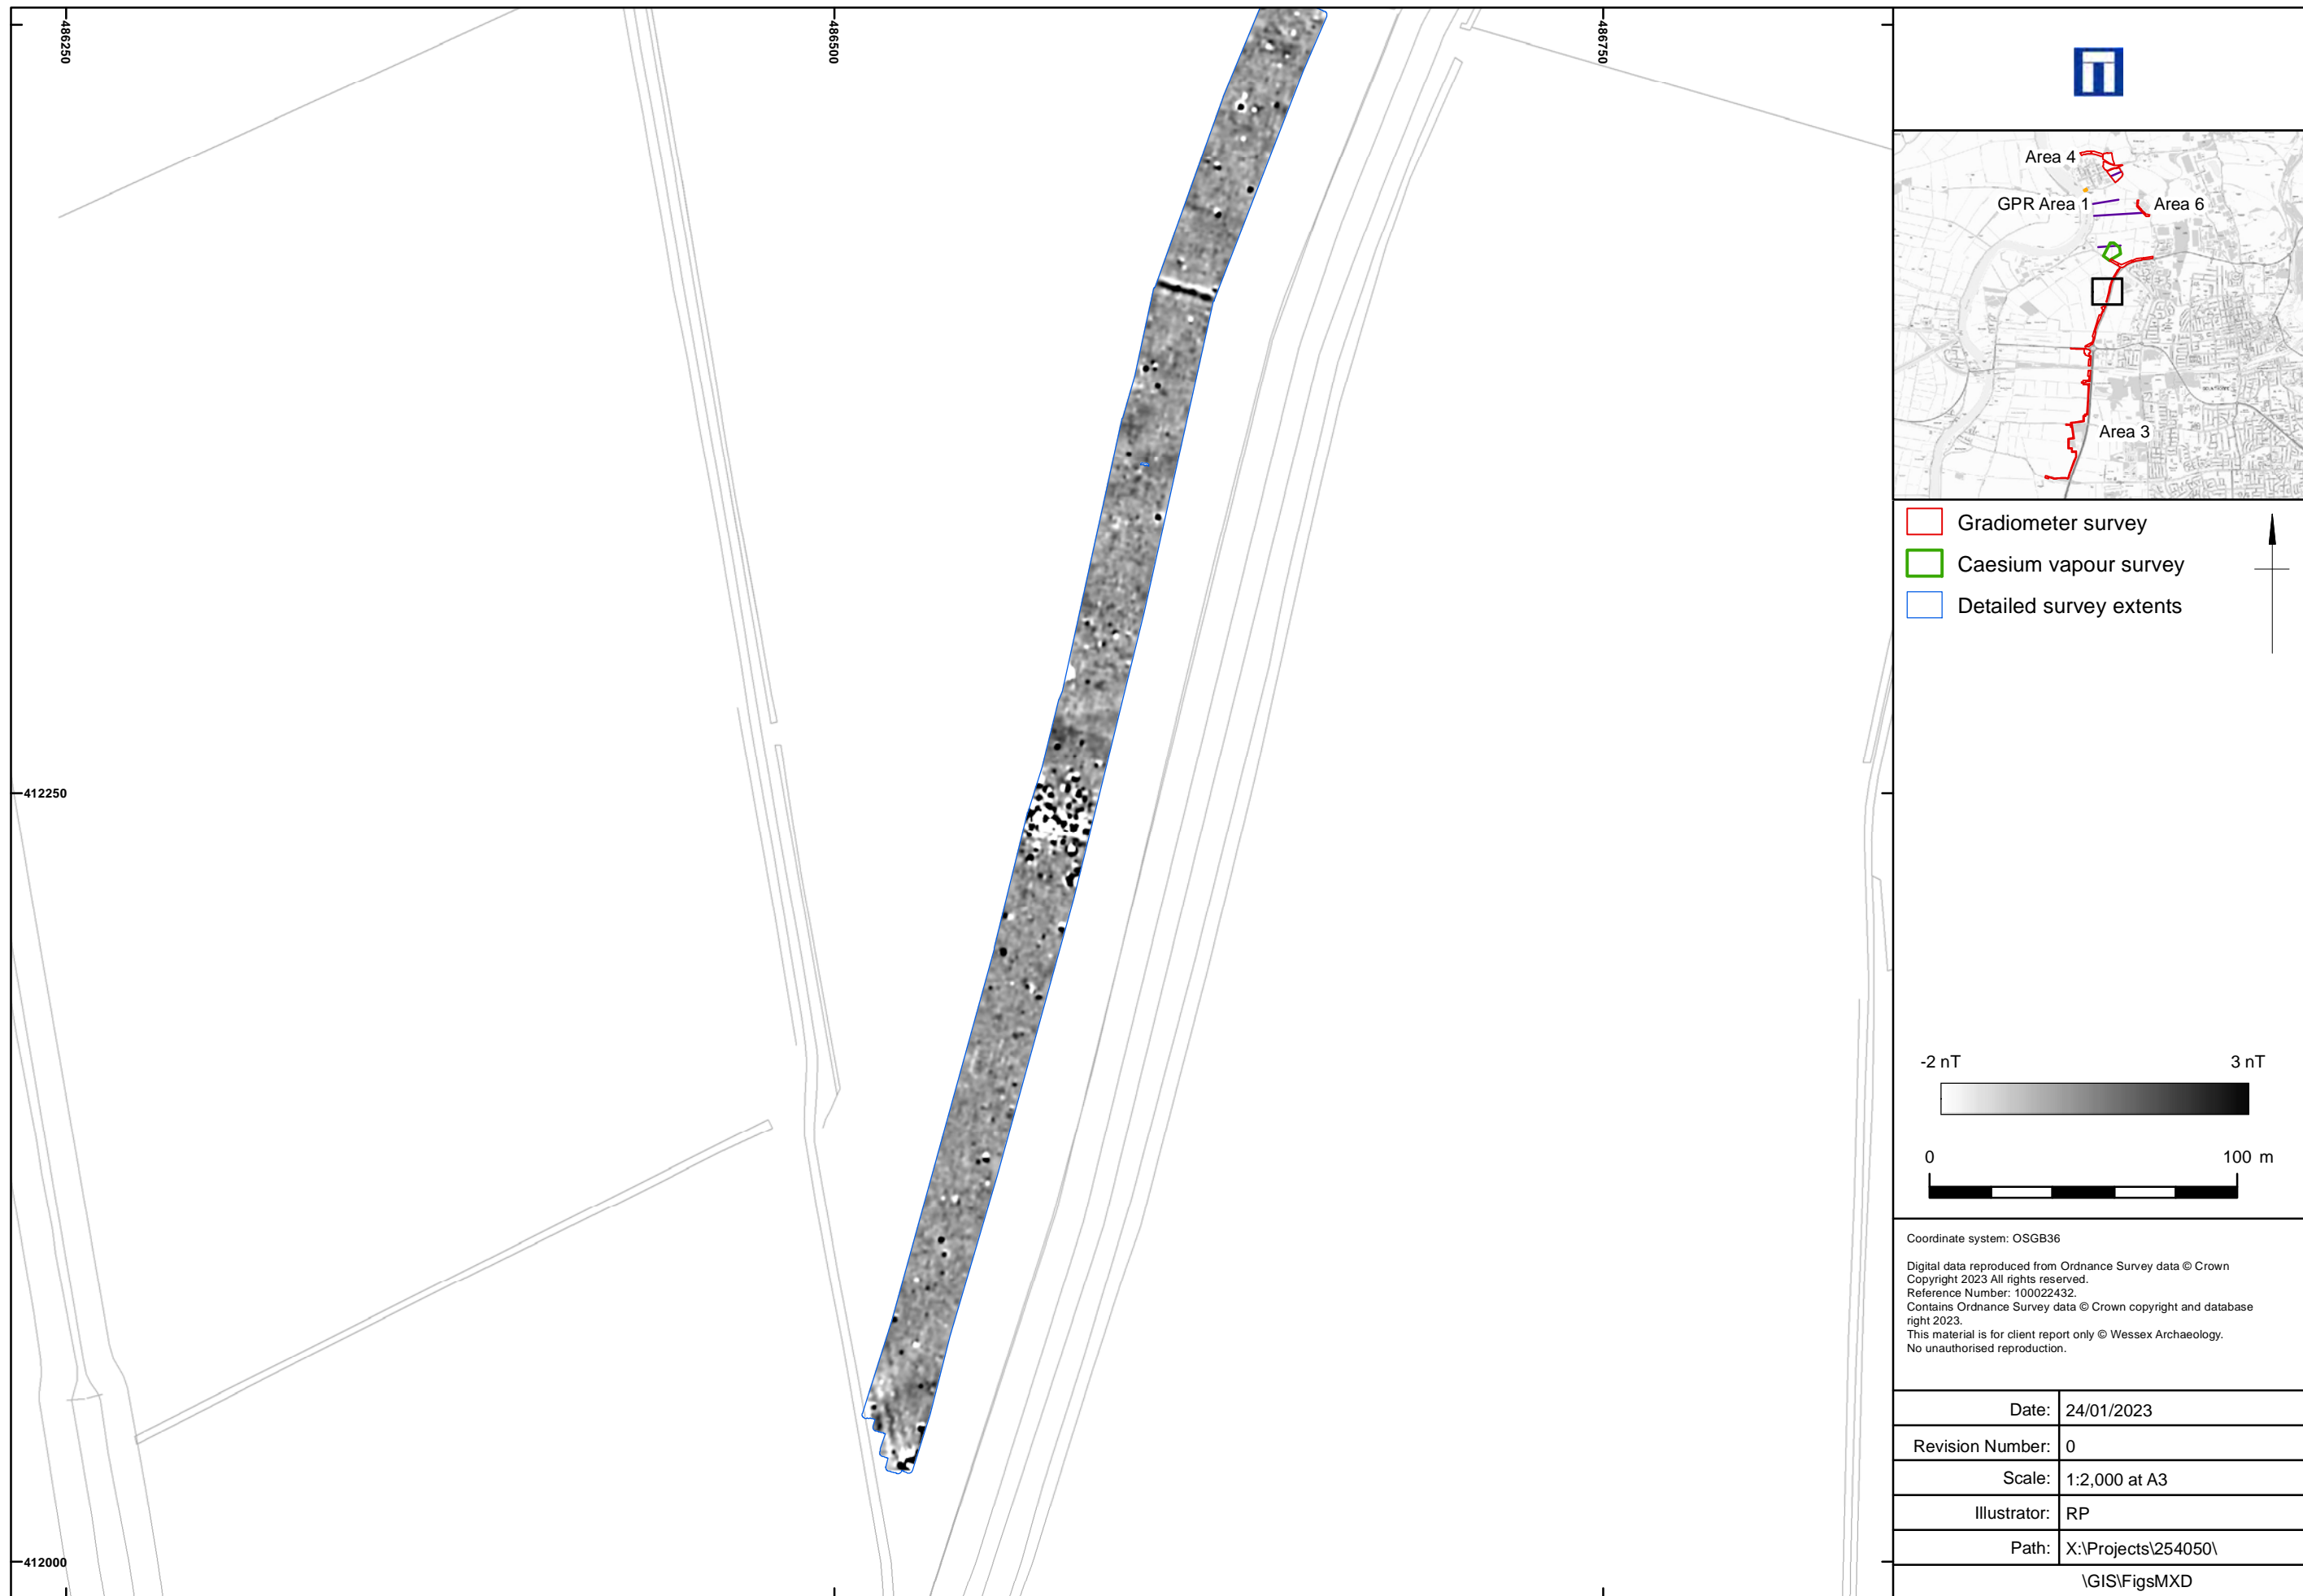 486250
486500
486750
412250
412000
Area 4
GPR Area 1
Area 6
Area 3
Gradiometer survey
Caesium vapour survey
Detailed survey extents
-2 nT
3 nT
0
100 m
Coordinate system: OSGB36
Digital data reproduced from Ordnance Survey data © Crown
Copyright 2023 All rights reserved.
Reference Number: 100022432.
Contains Ordnance Survey data © Crown copyright and database
right 2023.
This material is for client report only © Wessex Archaeology.
No unauthorised reproduction.
Date: 24/01/2023
Revision Number: 0
Scale: 1:2,000 at A3
Illustrator: RP
Path: X:\Projects\254050\
\GIS\FigsMXD